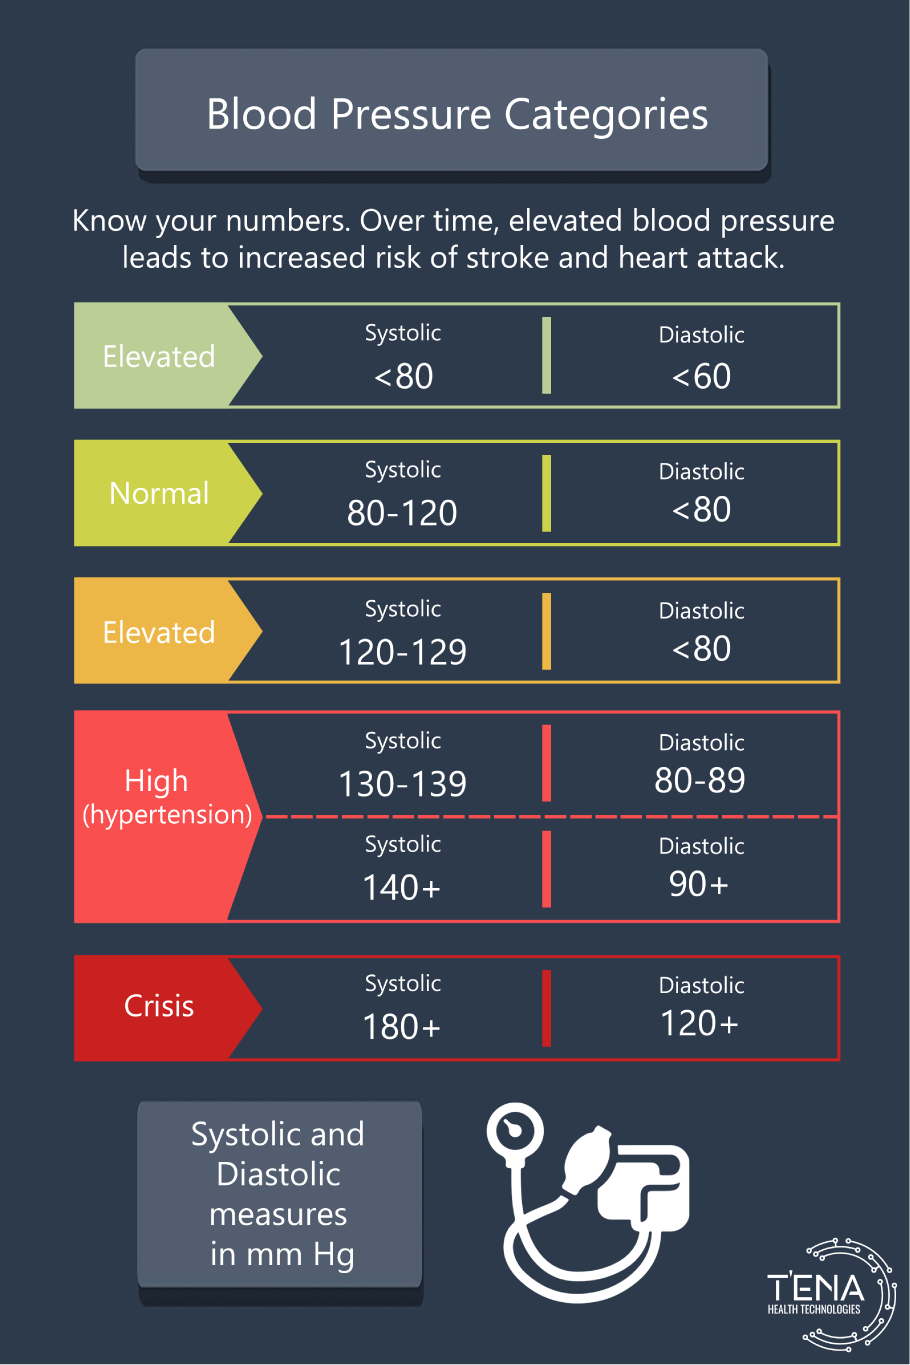 Blood Pressure Categories
Know your numbers. Over time, elevated blood pressure
leads to increased risk of stroke and heart attack.
Elevated
Systolic
<80
Diastolic
<60
Normal
Systolic
80-120
Diastolic
<80
Elevated
Systolic
120-129
Diastolic
<80
High
(hypertension)
Systolic
130-139
Diastolic
80-89
Systolic
140+
Diastolic
90+
Crisis
Systolic
180+
Diastolic
120+
Systolic and
Diastolic
measures
in mm Hg
T'ENA
HEALTH TECHNOLOGIES